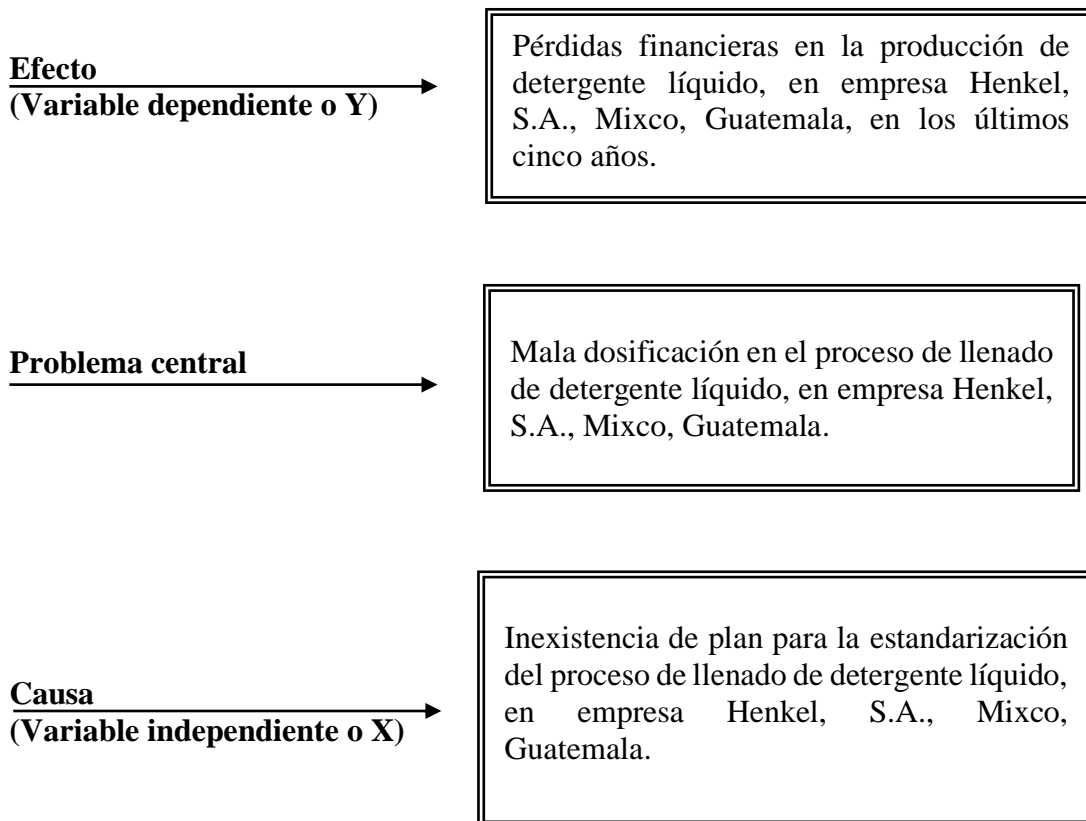 Efecto
(Variable dependiente o Y)
Pérdidas financieras en la producción de
detergente líquido, en empresa Henkel,
S.A., Mixco, Guatemala, en los últimos
cinco años.
Problema central
Mala dosificación en el proceso de llenado
de detergente líquido, en empresa Henkel,
S.A., Mixco, Guatemala.
Causa
(Variable independiente o X)
Inexistencia de plan para la estandarización
del proceso de llenado de detergente líquido,
en empresa Henkel, S.A., Mixco,
Guatemala.